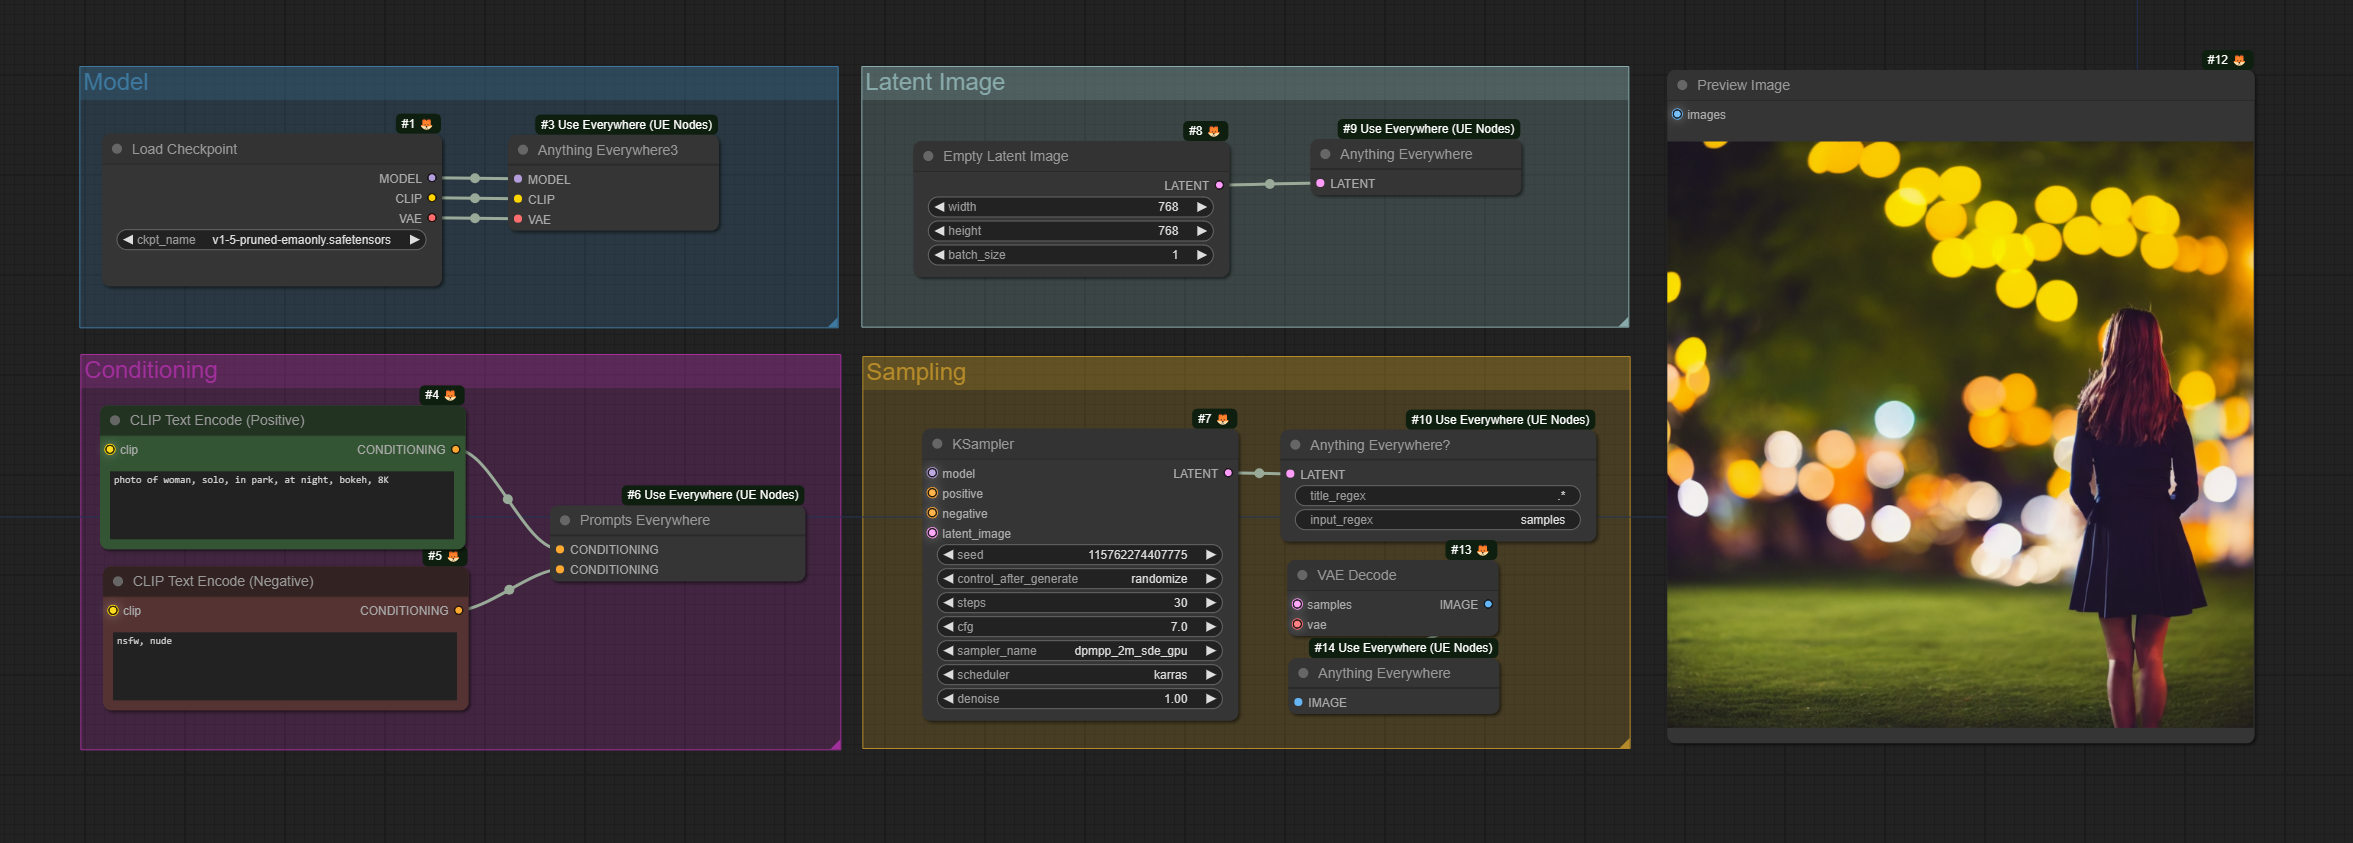 Model
#1
Load Checkpoint
MODEL
CLIP
VAE
ckpt_name v1-5-pruned-emaonly.safetensors
#3 Use Everywhere (UE Nodes)
Anything Everywhere3
MODEL
CLIP
VAE
Latent Image
#8
Empty Latent Image
LATENT
width 768
height 768
batch_size 1
#9 Use Everywhere (UE Nodes)
Anything Everywhere
LATENT
#12
Preview Image
images
Conditioning
#4
CLIP Text Encode (Positive)
clip CONDITIONING
photo of woman, solo, in park, at night, bokeh, 8K
#5
CLIP Text Encode (Negative)
clip CONDITIONING
nsfw, nude
#6 Use Everywhere (UE Nodes)
Prompts Everywhere
CONDITIONING
CONDITIONING
Sampling
#7
KSampler
model LATENT
positive
negative
latent_image
seed 115762274407775
control_after_generate randomize
steps 30
cfg 7.0
sampler_name dpmpp_2m_sde_gpu
scheduler karras
denoise 1.00
#10 Use Everywhere (UE Nodes)
Anything Everywhere?
LATENT
title_regex .*
input_regex samples
#13
VAE Decode
samples IMAGE
vae
#14 Use Everywhere (UE Nodes)
Anything Everywhere
IMAGE